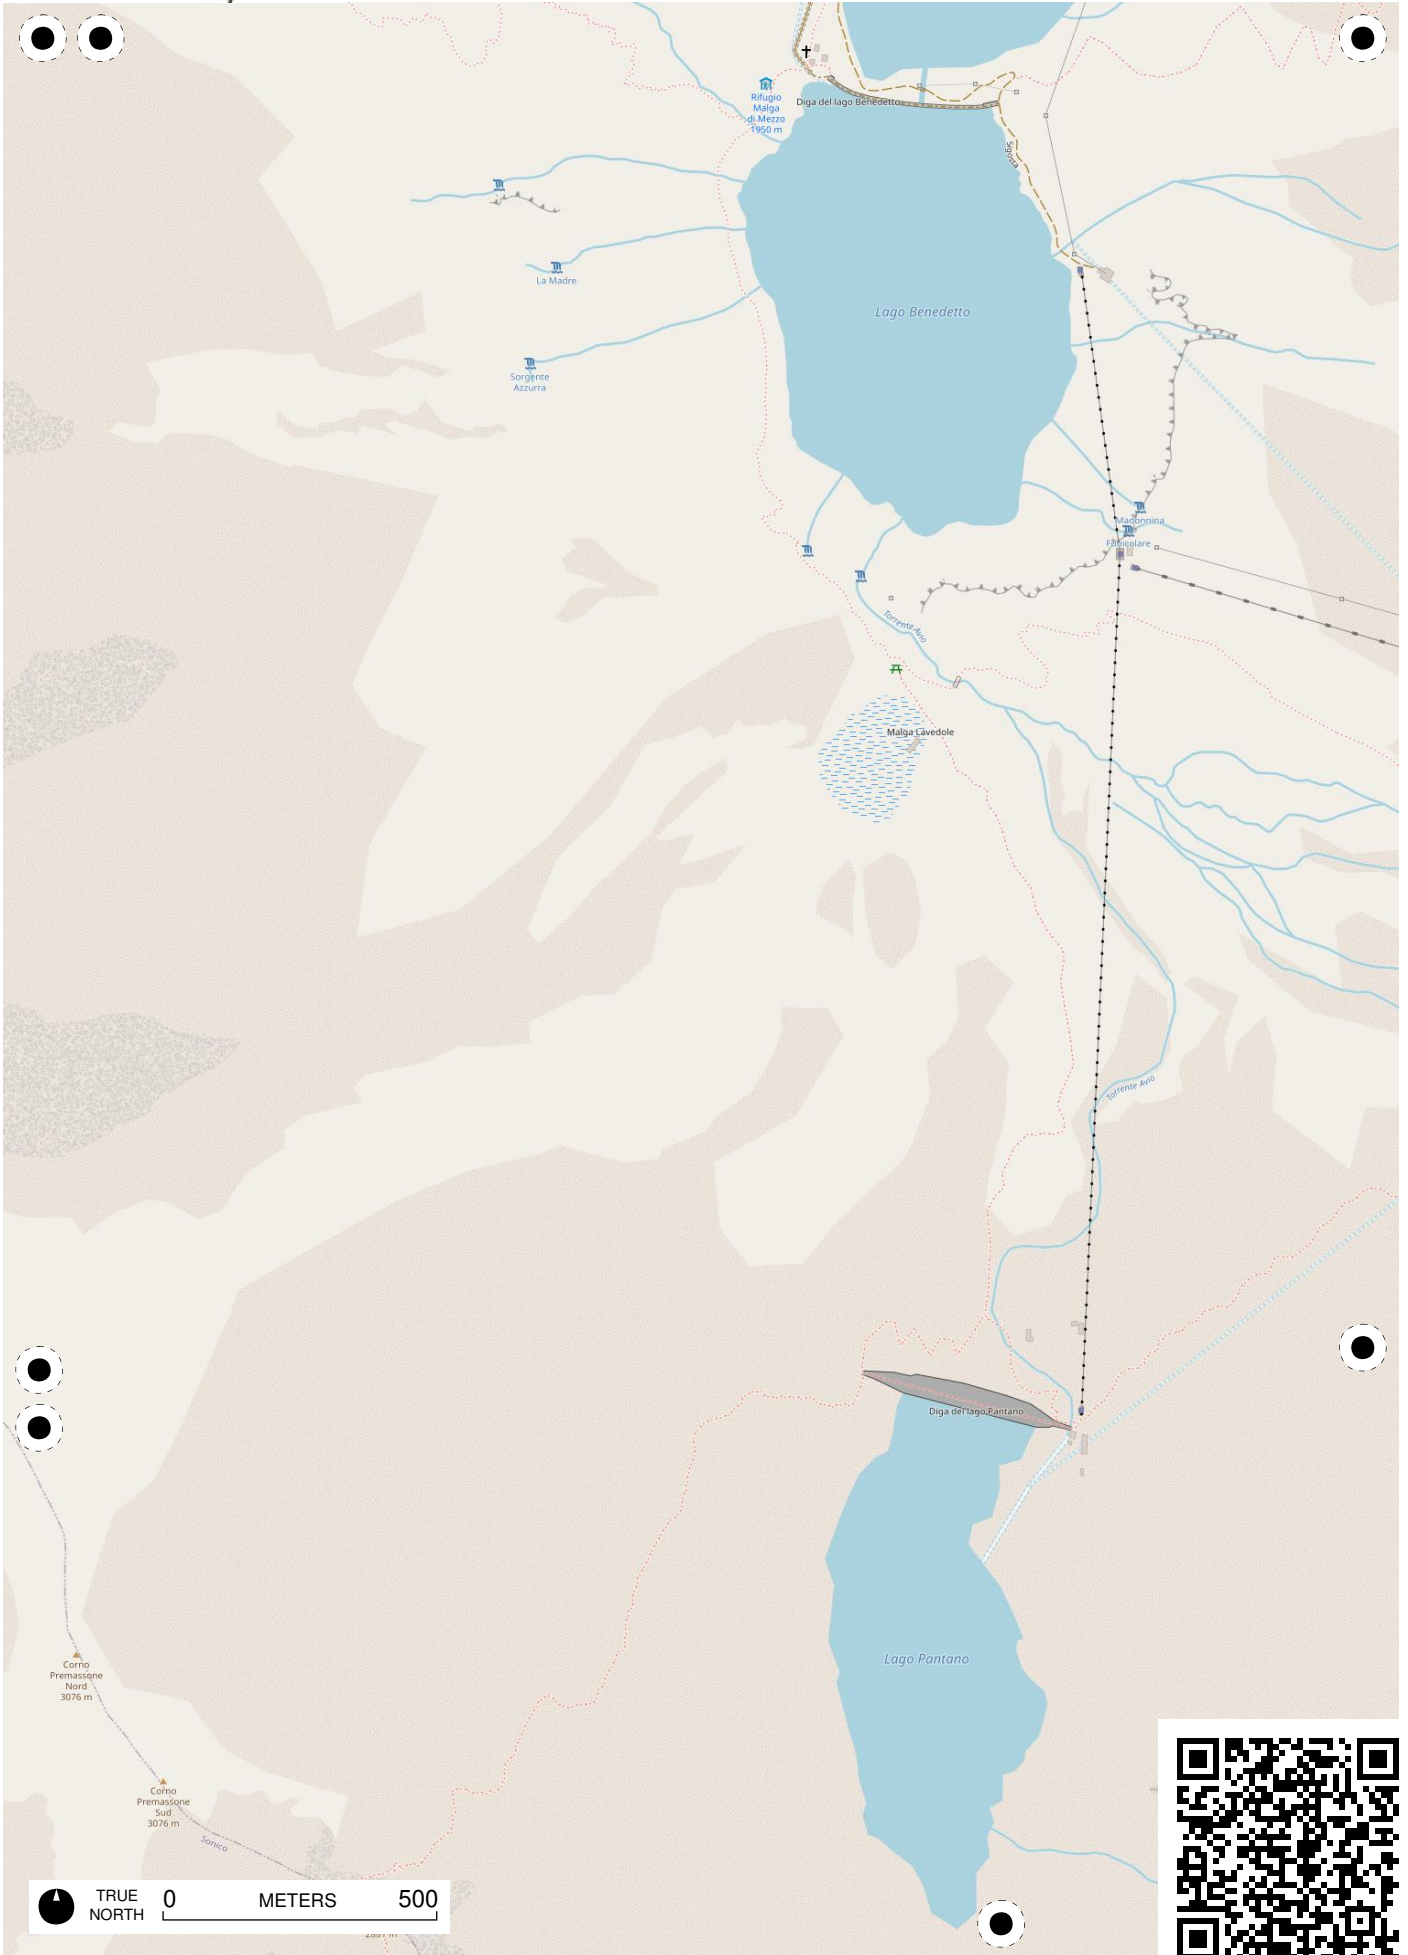 Rifugio
Malga
di Mezzo
1950 m
Diga del lago Benedetto
Sigosta
La Madre
Lago Benedetto
Sorgente
Azzurra
Madonnina
Funicolare
Torrente Avio
Malga Lavedole
Torrente Avio
Diga del lago Pantano
Lago Pantano
Corno
Premassone
Nord
3076 m
Corno
Premassone
Sud
3076 m
Sonico
TRUE
NORTH
0 METERS 500